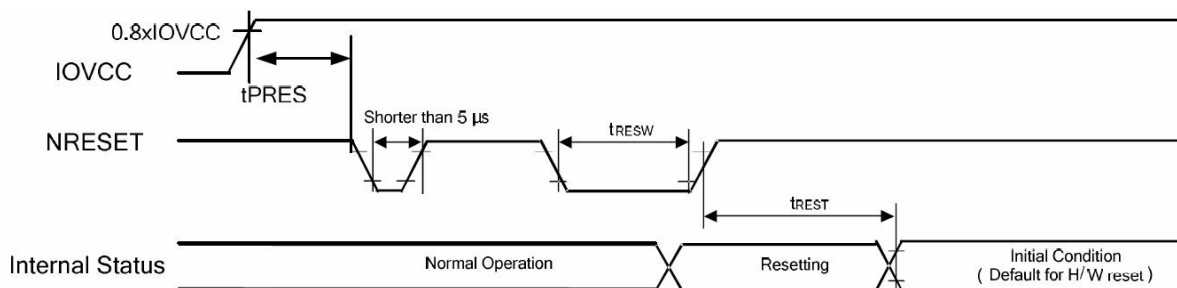 0.8xIOVCC
IOVCC
tPRES
Shorter than 5 µs
NRESET
tRESW
tREST
Internal Status
Normal Operation
Resetting
Initial Condition
( Default for H/W reset )